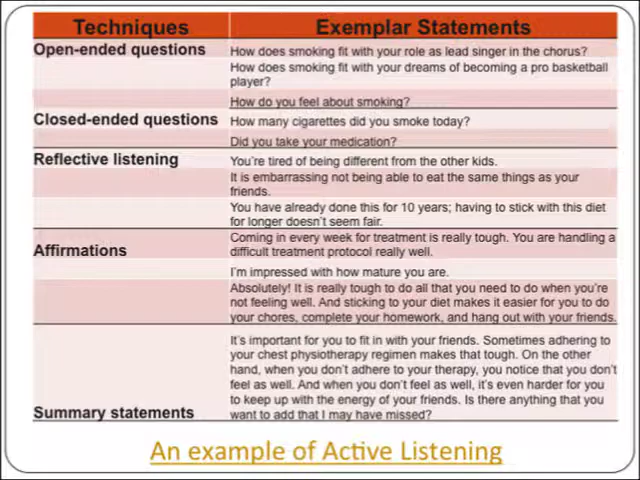 Techniques Exemplar Statements
Open-ended questions How does smoking fit with your role as lead singer in the chorus?
How does smoking fit with your dreams of becoming a pro basketball
player?
How do you feel about smoking?
Closed-ended questions How many cigarettes did you smoke today?
Did you take your medication?
Reflective listening You're tired of being different from the other kids.
It is embarrassing not being able to eat the same things as your
friends.
You have already done this for 10 years; having to stick with this diet
for longer doesn't seem fair.
Coming in every week for treatment is really tough. You are handling a
Affirmations difficult treatment protocol really well.
I'm impressed with how mature you are.
Absolutely! It is really tough to do all that you need to do when you're
not feeling well. And sticking to your diet makes it easier for you to do
your chores, complete your homework, and hang out with your friends.
It's important for you to fit in with your friends. Sometimes adhering to
your chest physiotherapy regimen makes that tough. On the other
hand, when you don't adhere to your therapy, you notice that you don't
feel as well. And when you don't feel as well, it's even harder for you
to keep up with the energy of your friends. Is there anything that you
Summary statements want to add that I may have missed?
An example of Active Listening